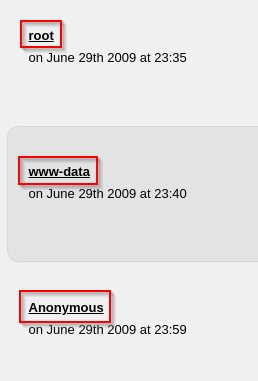 root
on June 29th 2009 at 23:35
www-data
on June 29th 2009 at 23:40
Anonymous
on June 29th 2009 at 23:59